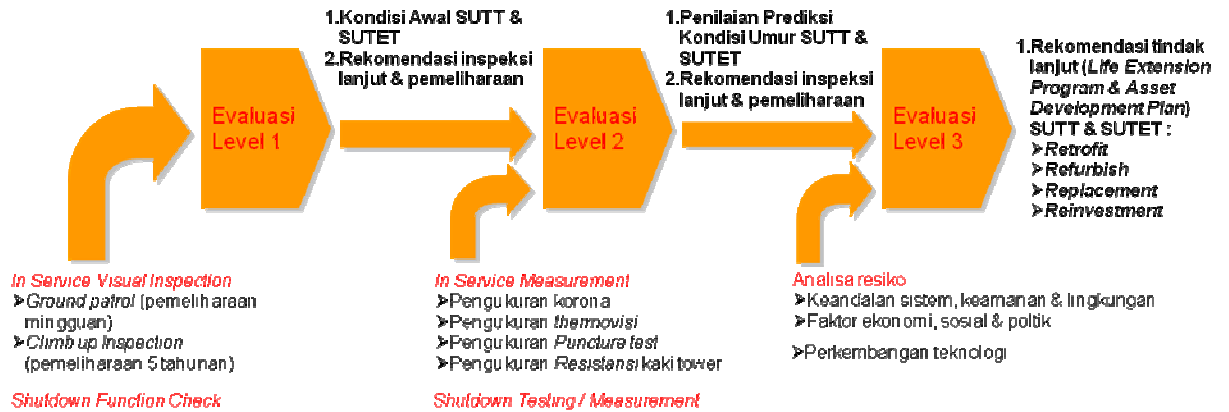 1.Kondisi Awal SUTT &
SUTET
2.Rekomendasi inspeksi
lanjut & pemeliharaan
1.Penilaian Prediksi
Kondisi Umur SUTT &
SUTET
2.Rekomendasi inspeksi
lanjut & pemeliharaan
1.Rekomendasi tindak
lanjut (Life Extension
Program & Asset
Development Plan)
SUTT & SUTET :
➢Retrofit
➢Refurbish
➢Replacement
➢Reinvestment
Evaluasi
Level 1
Evaluasi
Level 2
Evaluasi
Level 3
In Service Visual Inspection
➢Ground patrol (pemeliharaan
mingguan)
➢Climb up Inspection
(pemeliharaan 5 tahunan)
Shutdown Function Check
In Service Measurement
➢Pengukuran korona
➢Pengukuran thermovisi
➢Pengukuran Puncture test
➢Pengukuran Resistansi kaki tower
Shutdown Testing / Measurement
Analisa resiko
➢Keandalan sistem, keamanan & lingkungan
➢Faktor ekonomi, sosial & poltik
➢Perkembangan teknologi